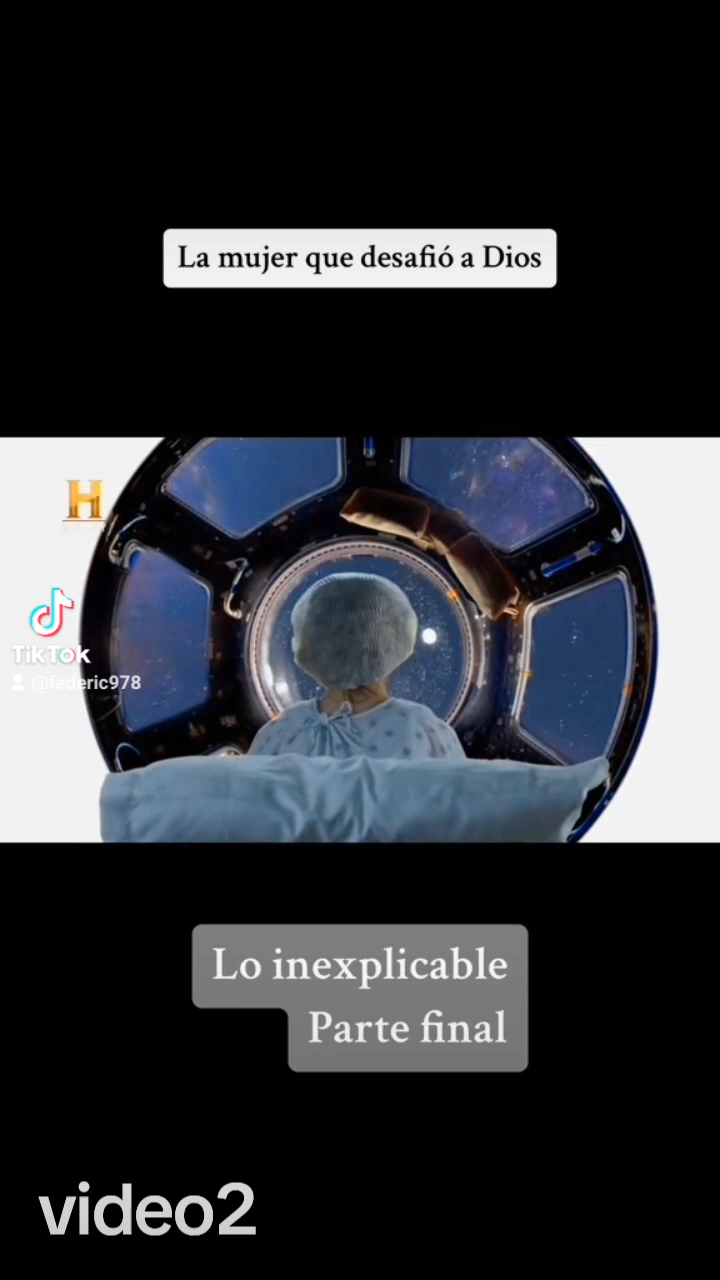 La mujer que desafió a Dios
H
TikTok
@federic978
Lo inexplicable
Parte final
video2